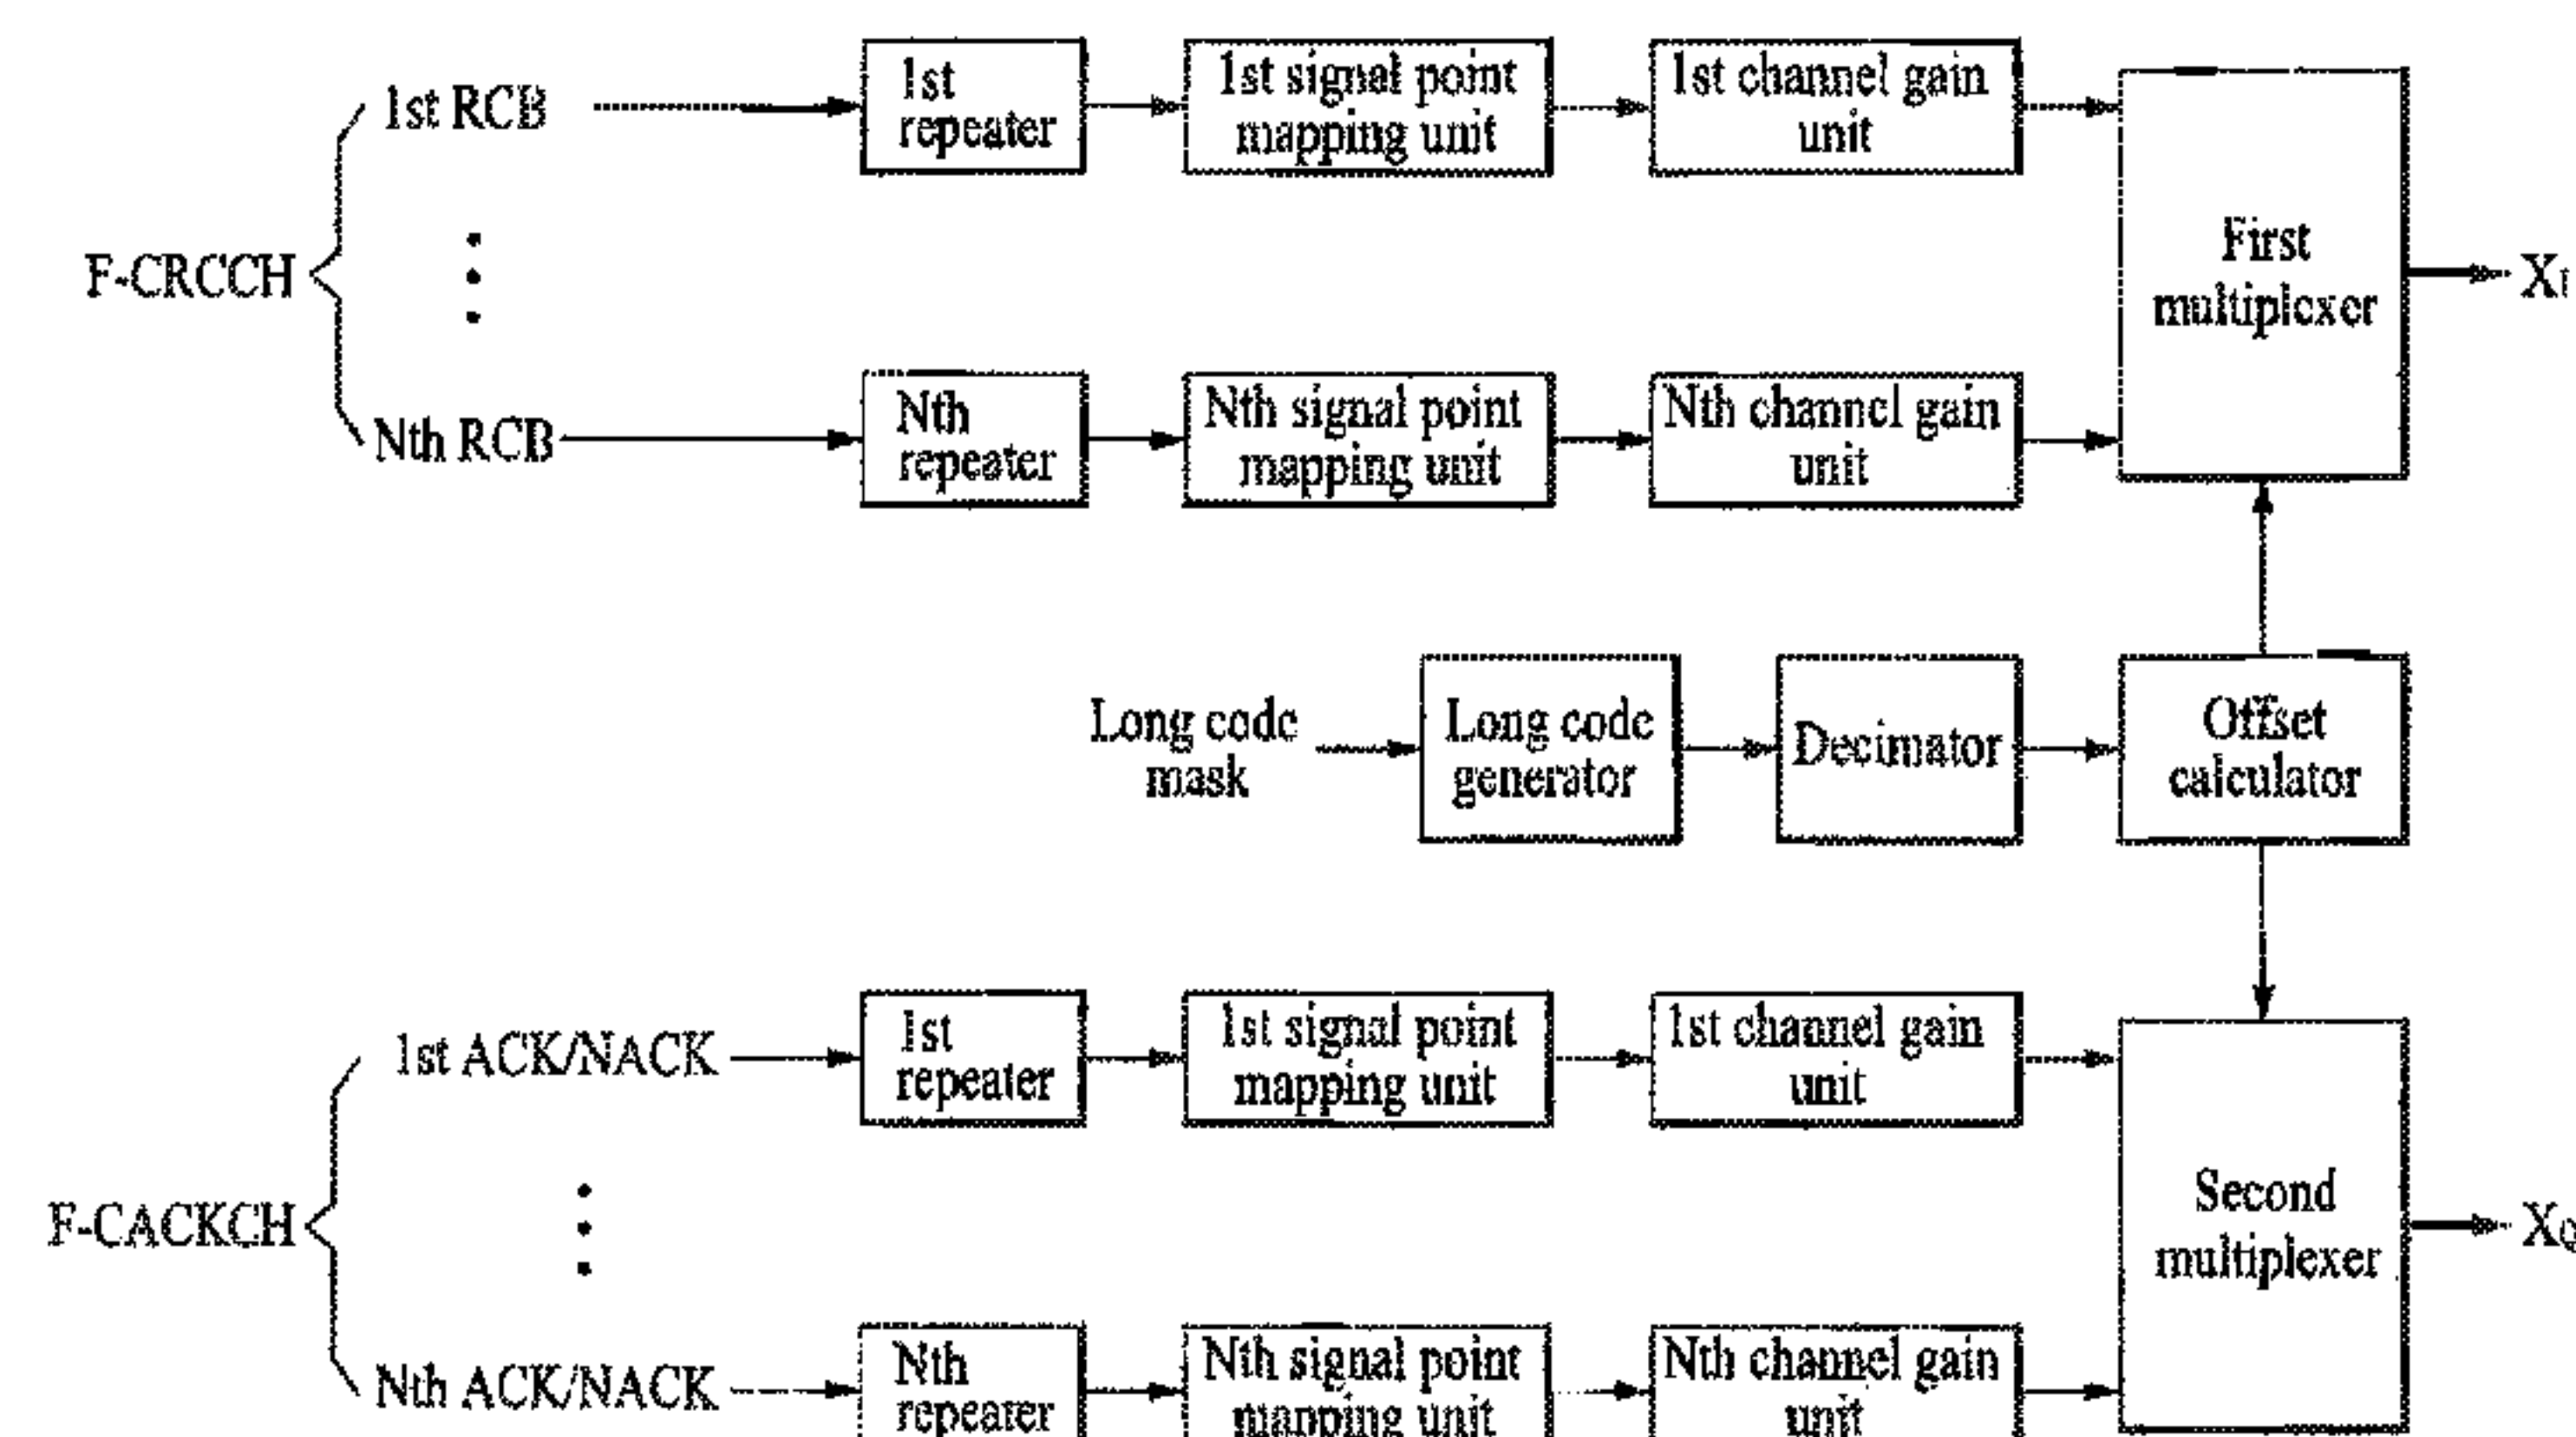 1st RCB
1st
repeater
1st signal point
mapping unit
1st channel gain
unit
First
multiplexer
X_I
F-CRCCH
Nth RCB
Nth
repeater
Nth signal point
mapping unit
Nth channel gain
unit
Long code
mask
Long code
generator
Decimator
Offset
calculator
1st ACK/NACK
1st
repeater
1st signal point
mapping unit
1st channel gain
unit
Second
multiplexer
X_Q
F-CACKCH
Nth ACK/NACK
Nth
repeater
Nth signal point
mapping unit
Nth channel gain
unit